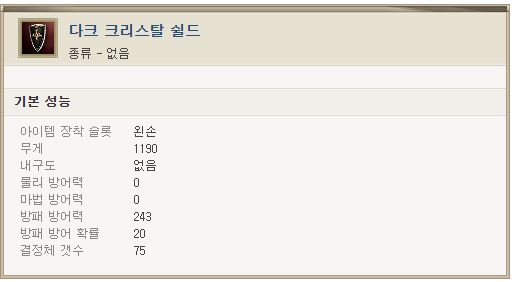 다크 크리스탈 쉴드
종류 - 없음
기본 성능
아이템 장착 슬롯 왼손
무게 1190
내구도 없음
물리 방어력 0
마법 방어력 0
방패 방어력 243
방패 방어 확률 20
결정체 갯수 75